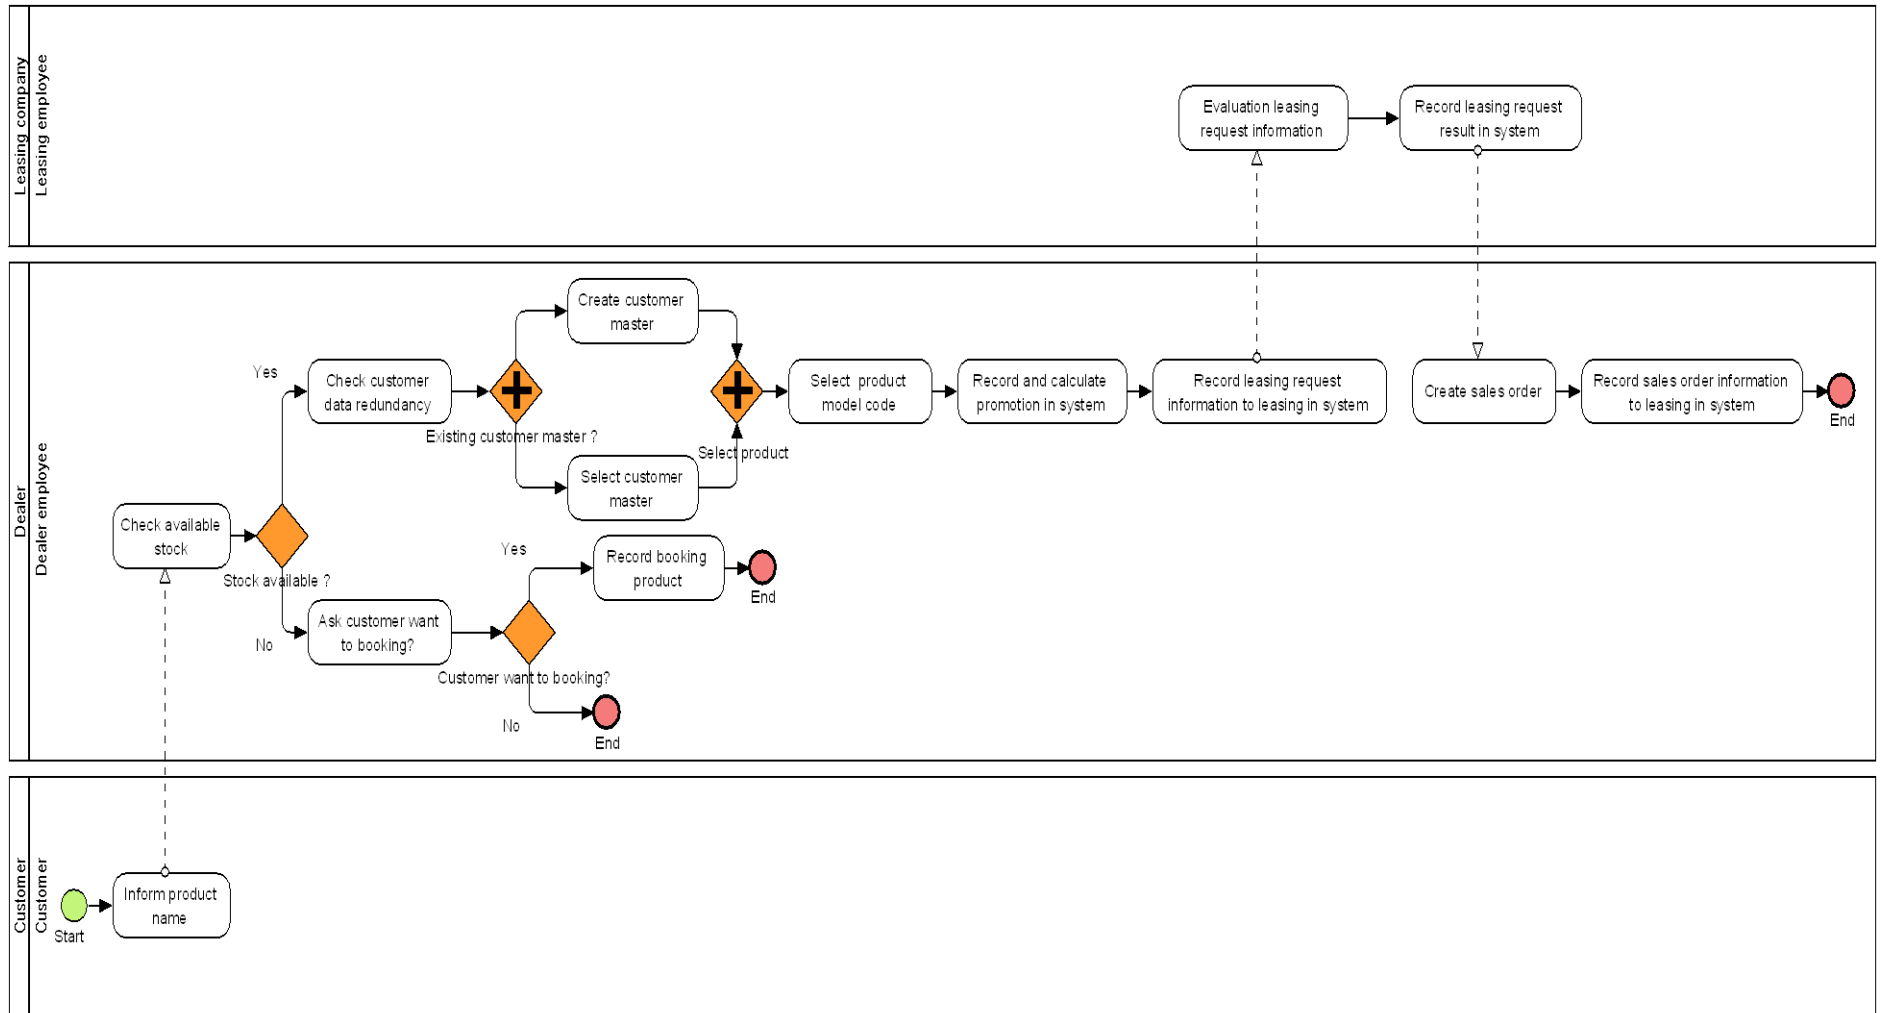 Leasing company
Leasing employee
Evaluation leasing
request information
Record leasing request
result in system
Dealer
Dealer employee
Create customer
master
Yes
Check customer
data redundancy
Existing customer master ?
Select customer
master
Select product
Select product
model code
Record and calculate
promotion in system
Record leasing request
information to leasing in system
Create sales order
Record sales order information
to leasing in system
End
Check available
stock
Stock available ?
No
Ask customer want
to booking?
Yes
Record booking
product
End
Customer want to booking?
No
End
Customer
Customer
Start
Inform product
name